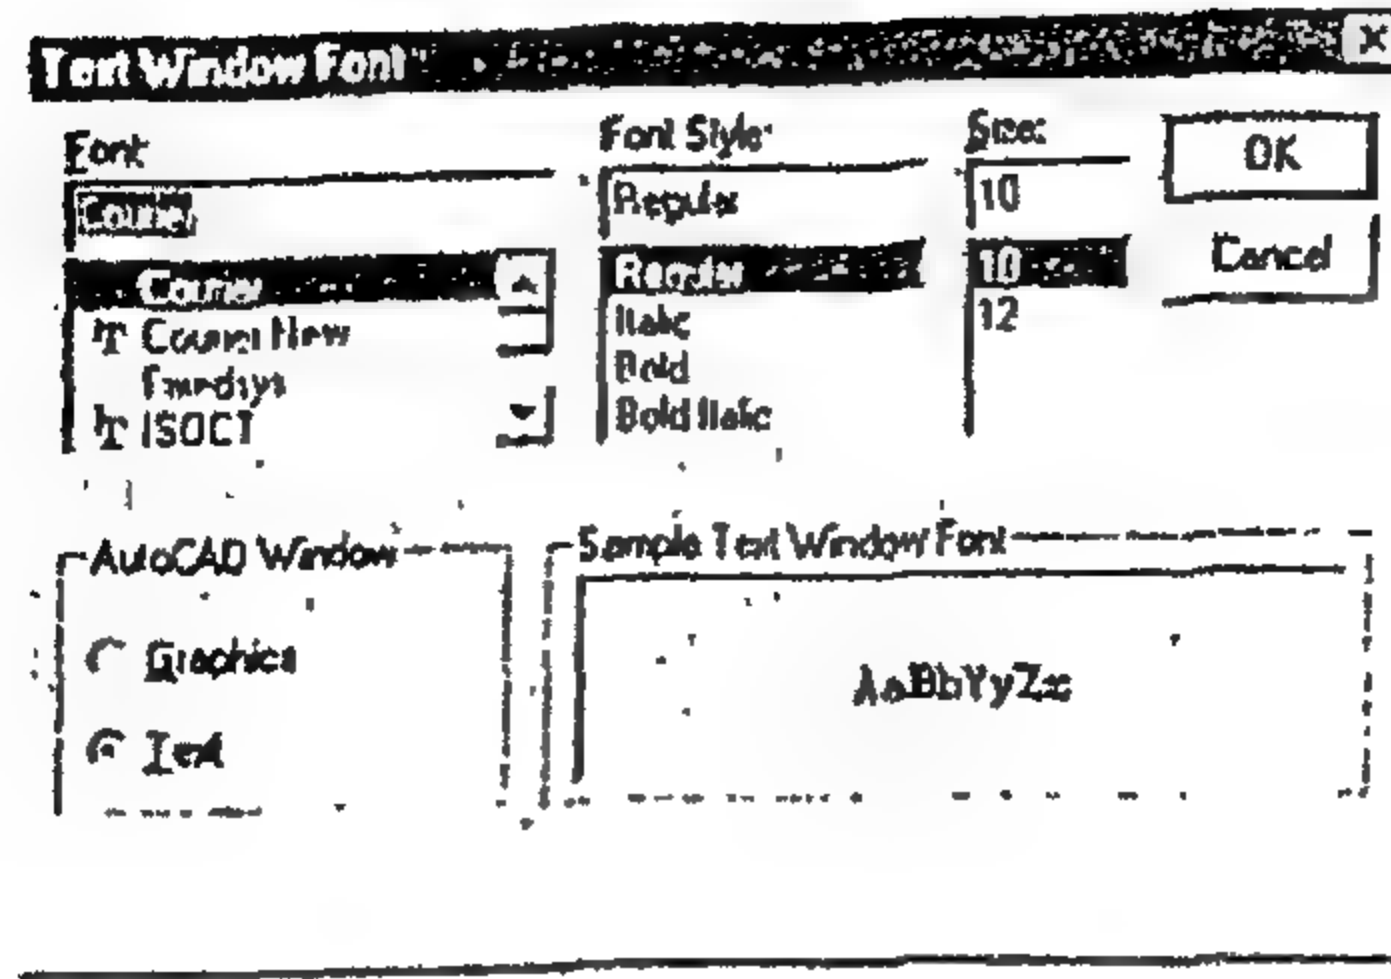 Text Window Font
Font:
Courier
Courier
Courier New
Fixedsys
ISOCT
Font Style:
Regular
Regular
Italic
Bold
Bold Italic
Size:
10
10
12
OK
Cancel
AutoCAD Window
Graphics
Text
Sample Text Window Font
AaBbYyZz